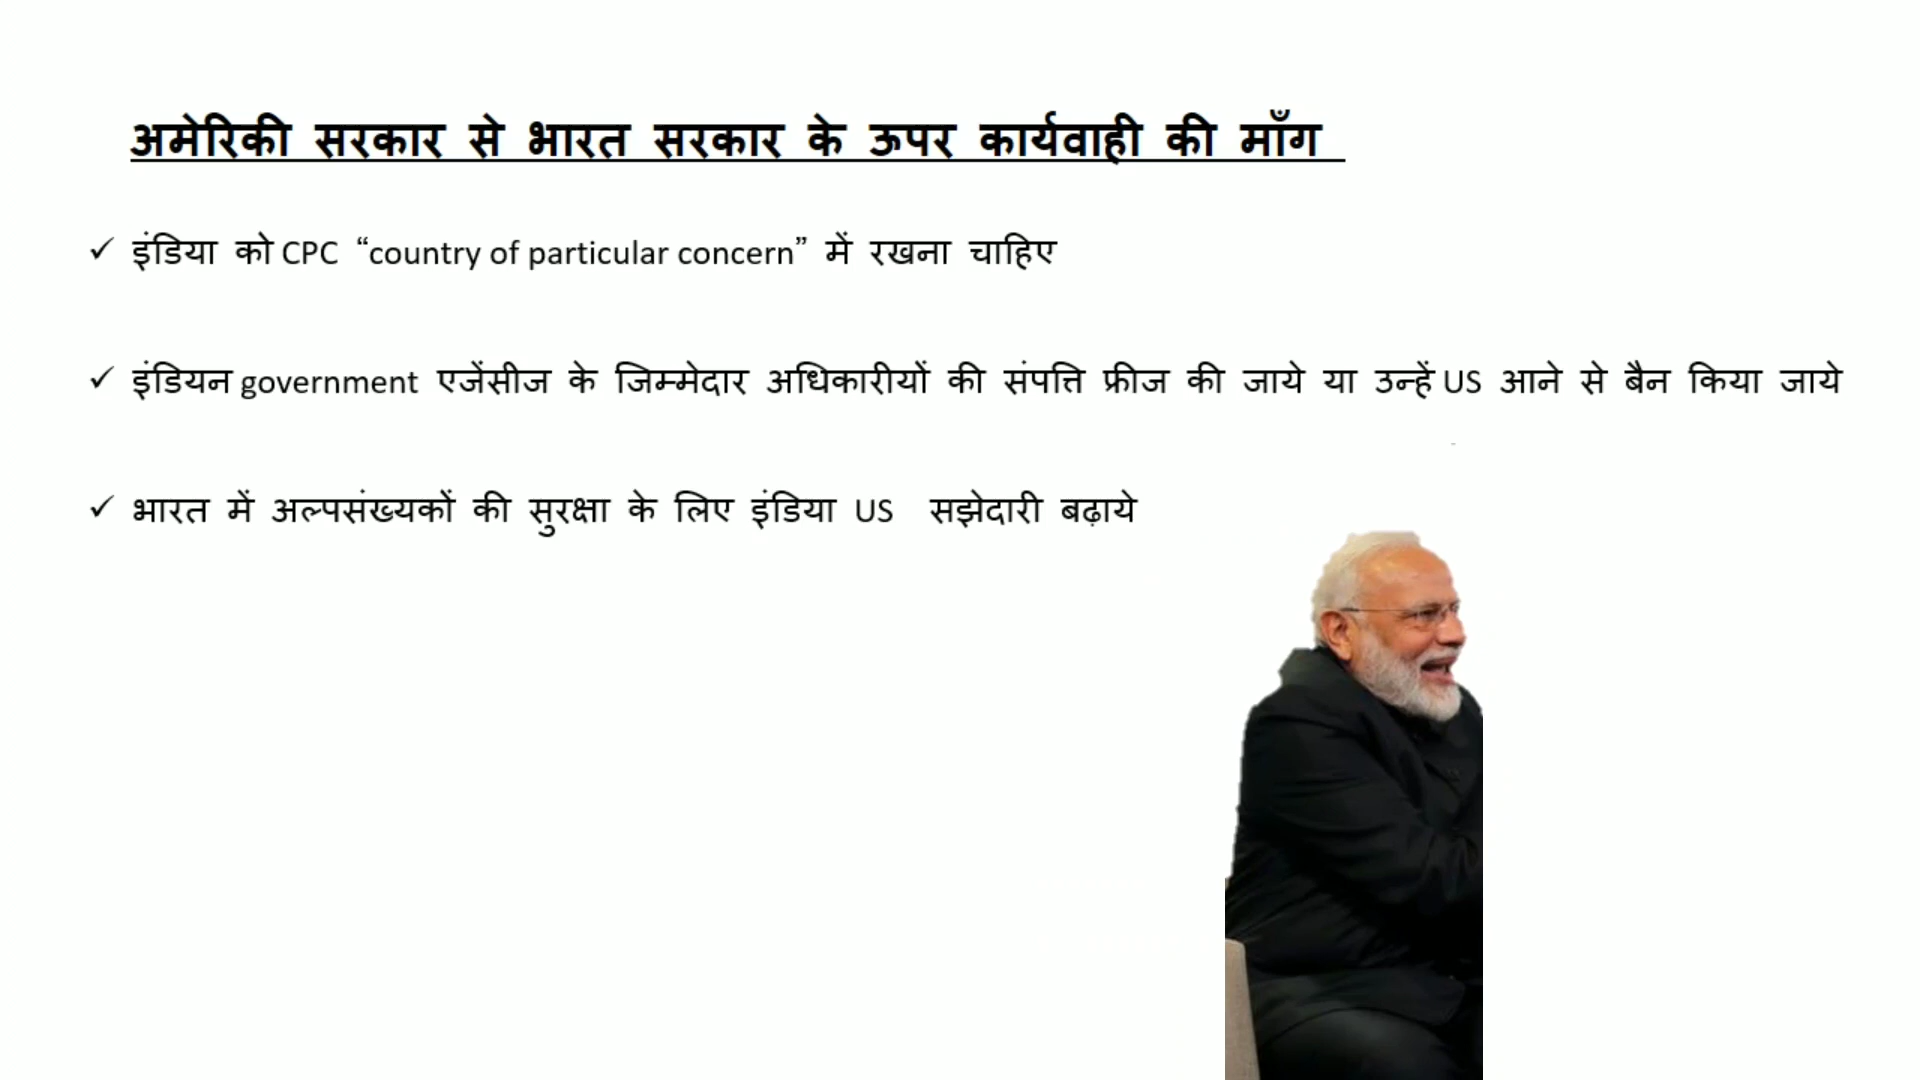 अमेरिकी सरकार से भारत सरकार के ऊपर कार्यवाही की माँग
✓ इंडिया को CPC “country of particular concern” में रखना चाहिए
✓ इंडियन government एजेंसीज के जिम्मेदार अधिकारीयों की संपत्ति फ्रीज की जाये या उन्हें US आने से बैन किया जाये
✓ भारत में अल्पसंख्यकों की सुरक्षा के लिए इंडिया US सझेदारी बढ़ाये